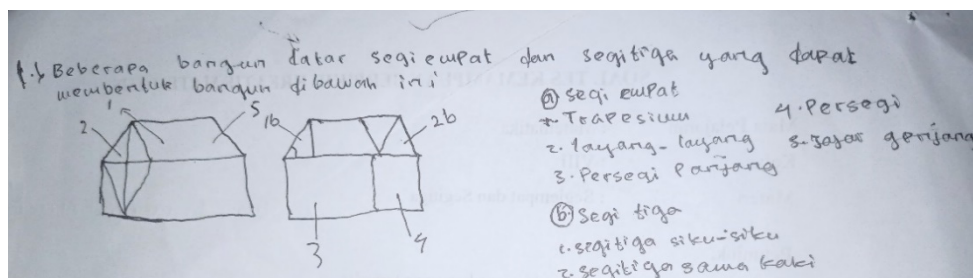 1.) Beberapa bangun datar segi empat dan segitiga yang dapat
membentuk bangun dibawah ini
1
2
5
1b
2b
3
4
(a) segi empat
1. Trapesium
2. layang-layang
3. Persegi Panjang
4. Persegi
5. Jajar genjang
(b) Segi tiga
1. segitiga siku-siku
2. segitiga sama kaki